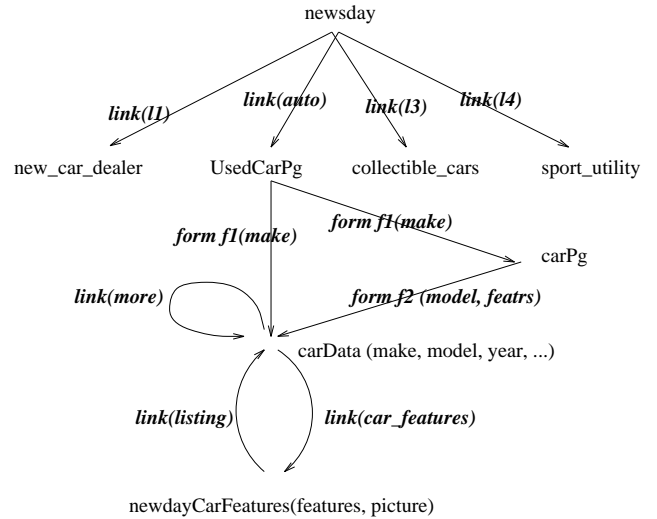 newsday
link(l1)
link(auto)
link(l3)
link(l4)
new_car_dealer
UsedCarPg
collectible_cars
sport_utility
form f1(make)
form f1(make)
carPg
link(more)
form f2 (model, featrs)
carData (make, model, year, ...)
link(listing)
link(car_features)
newdayCarFeatures(features, picture)